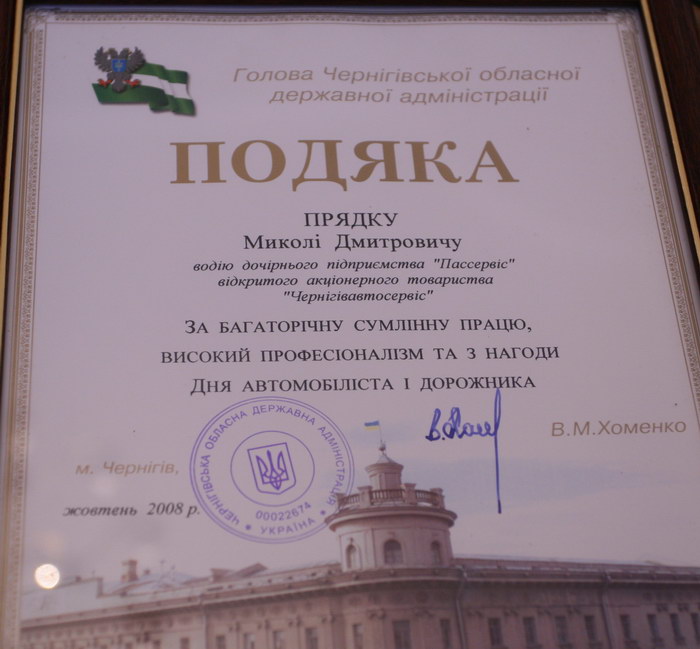 Голова Чернігівської обласної
державної адміністрації
ПОДЯКА
ПРЯДКУ
Миколі Дмитровичу
водію дочірнього підприємства "Пассервіс"
відкритого акціонерного товариства
"Чернігівавтосервіс"
За багаторічну сумлінну працю,
високий професіоналізм та з нагоди
Дня автомобіліста і дорожника
В.М.Хоменко
м. Чернігів,
жовтень 2008 р.
ЧЕРНІГІВСЬКА ОБЛАСНА ДЕРЖАВНА АДМІНІСТРАЦІЯ
00022674
* УКРАЇНА *